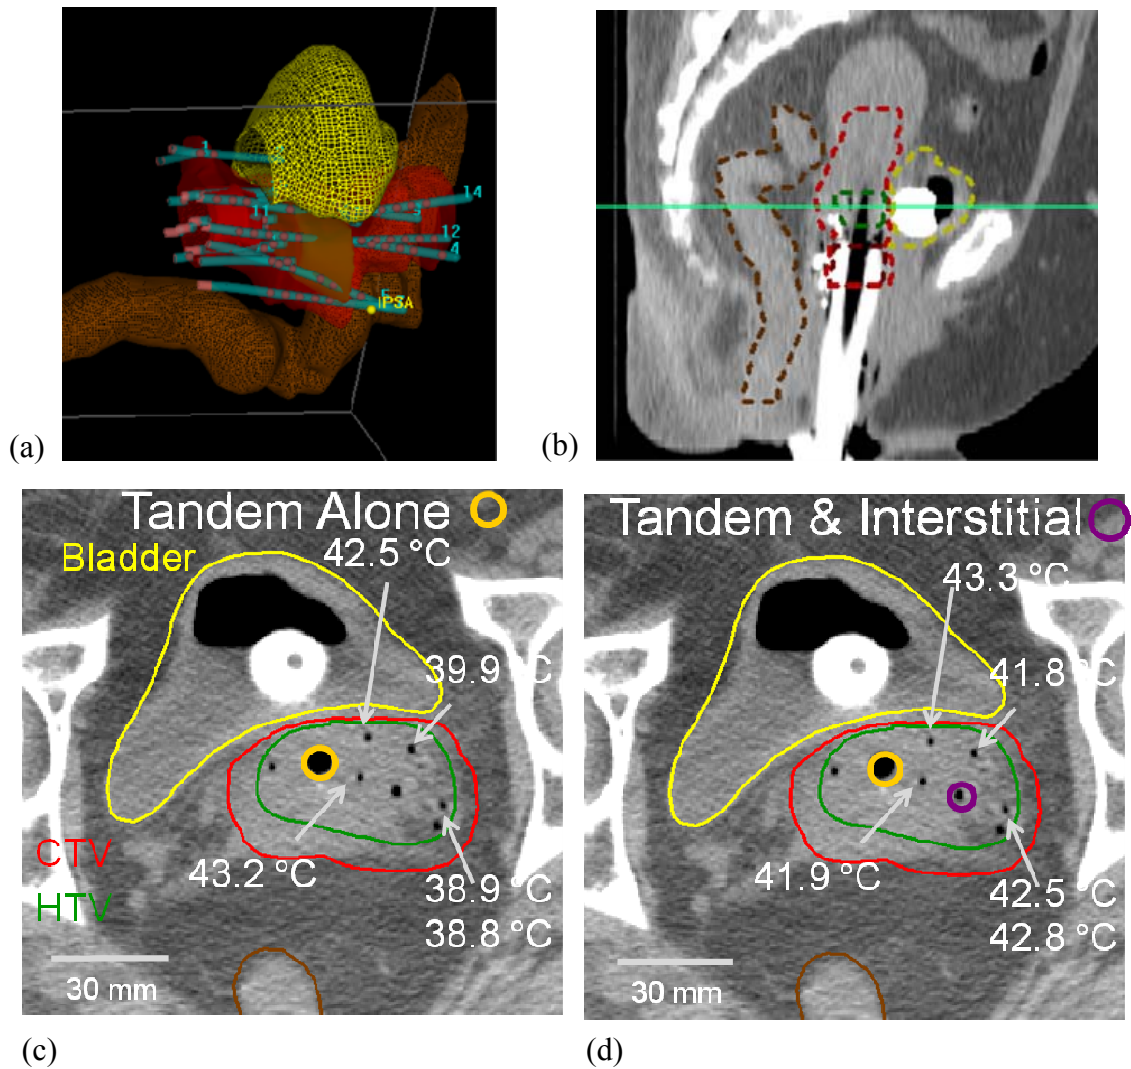 1
14
11
12
4
IPSA
(a)
(b)
Tandem Alone
42.5 °C
Bladder
39.9 °C
CTV
43.2 °C
HTV
38.9 °C
38.8 °C
30 mm
Tandem & Interstitial
43.3 °C
41.8 °C
41.9 °C
42.5 °C
42.8 °C
30 mm
(c)
(d)